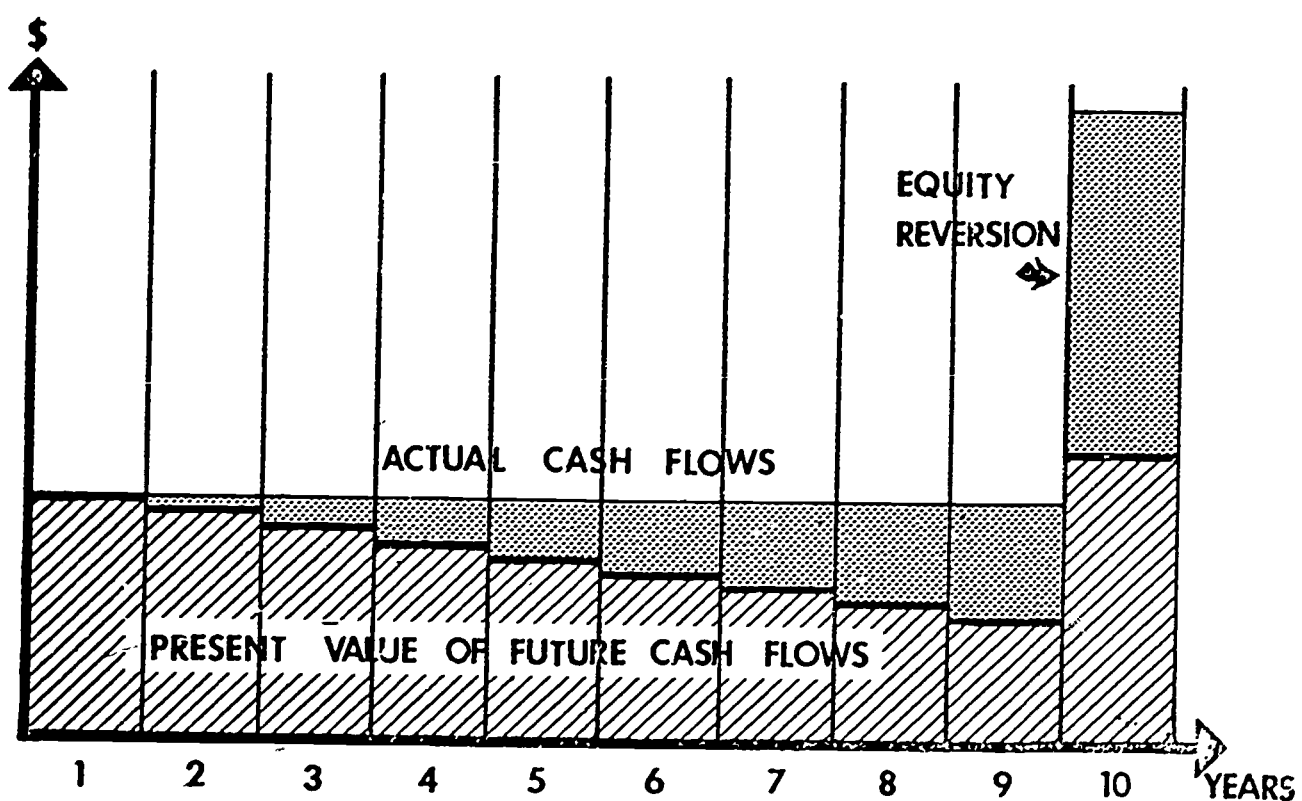 $
EQUITY
REVERSION
ACTUAL CASH FLOWS
PRESENT VALUE OF FUTURE CASH FLOWS
1 2 3 4 5 6 7 8 9 10 YEARS